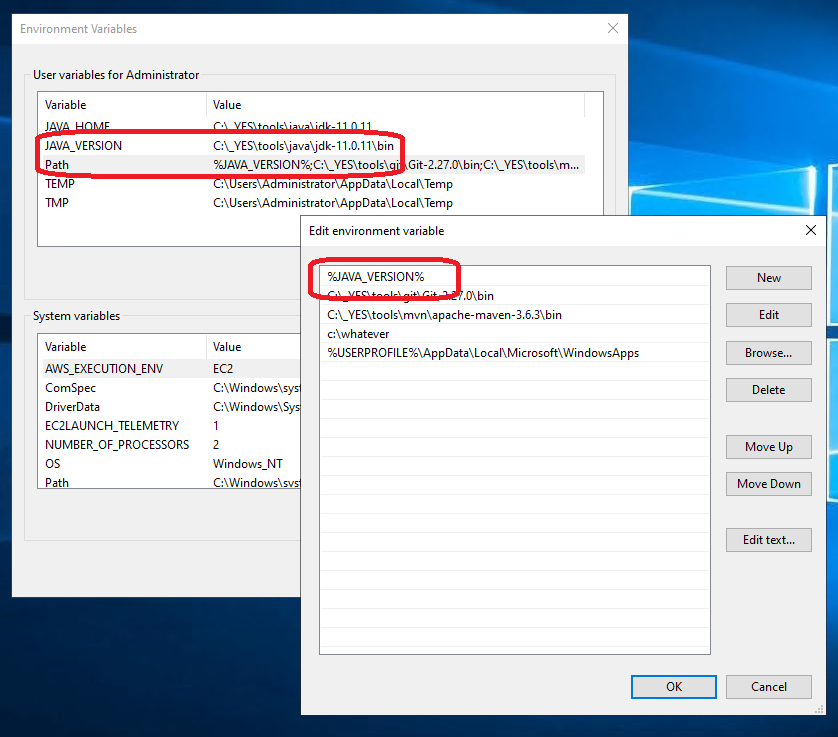 Environment Variables
User variables for Administrator
Variable Value
JAVA_HOME C:\_YES\tools\java\jdk-11.0.11
JAVA_VERSION C:\_YES\tools\java\jdk-11.0.11\bin
Path %JAVA_VERSION%;C:\_YES\tools\git\Git-2.27.0\bin;C:\_YES\tools\m...
TEMP C:\Users\Administrator\AppData\Local\Temp
TMP C:\Users\Administrator\AppData\Local\Temp
System variables
Variable Value
AWS_EXECUTION_ENV EC2
ComSpec C:\Windows\syst
DriverData C:\Windows\Sys
EC2LAUNCH_TELEMETRY 1
NUMBER_OF_PROCESSORS 2
OS Windows_NT
Path C:\Windows\syst
Edit environment variable
%JAVA_VERSION%
C:\_YES\tools\git\Git-2.27.0\bin
C:\_YES\tools\mvn\apache-maven-3.6.3\bin
c:\whatever
%USERPROFILE%\AppData\Local\Microsoft\WindowsApps
New
Edit
Browse...
Delete
Move Up
Move Down
Edit text...
OK
Cancel